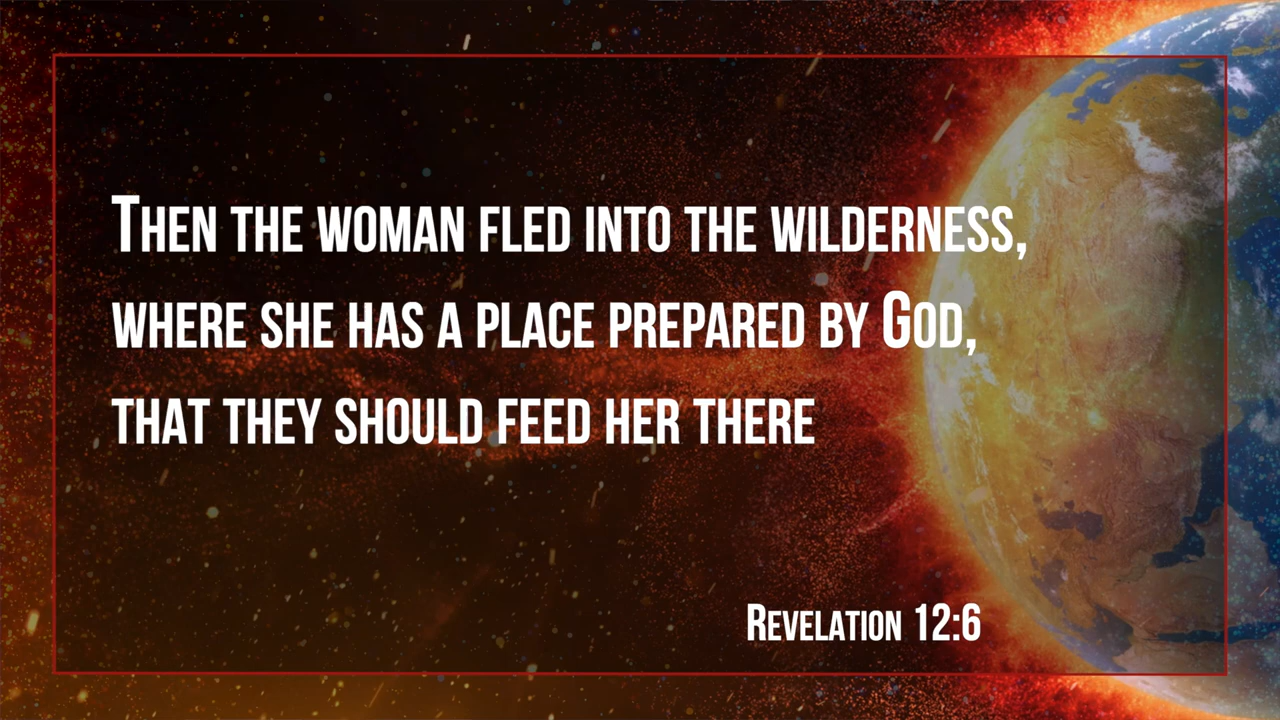 Then the woman fled into the wilderness,
where she has a place prepared by God,
that they should feed her there
Revelation 12:6